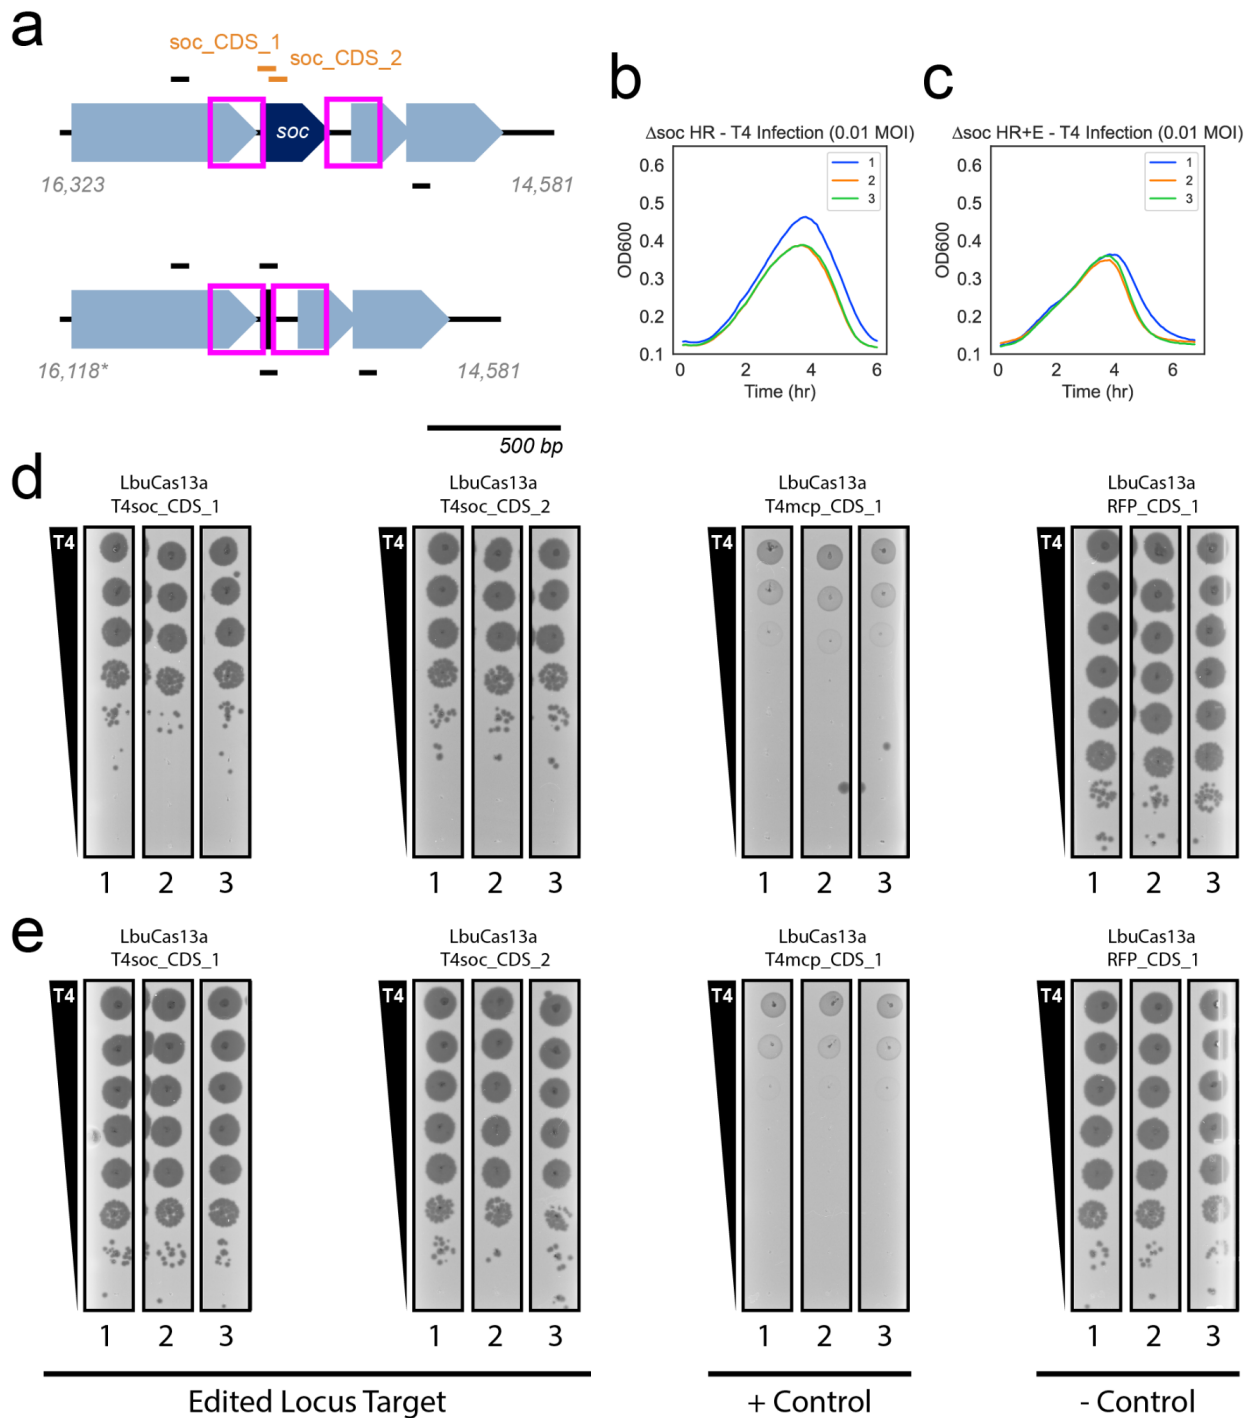 a
soc_CDS_1
soc_CDS_2
soc
16,323
14,581
16,118*
14,581
500 bp
b
Δsoc HR - T4 Infection (0.01 MOI)
1
2
3
OD600
0.6
0.5
0.4
0.3
0.2
0.1
0
2
4
6
Time (hr)
c
Δsoc HR+E - T4 Infection (0.01 MOI)
1
2
3
OD600
0.6
0.5
0.4
0.3
0.2
0.1
0
2
4
6
Time (hr)
d
LbuCas13a
T4soc_CDS_1
T4
1 2 3
LbuCas13a
T4soc_CDS_2
T4
1 2 3
LbuCas13a
T4mcp_CDS_1
T4
1 2 3
LbuCas13a
RFP_CDS_1
T4
1 2 3
e
LbuCas13a
T4soc_CDS_1
T4
1 2 3
LbuCas13a
T4soc_CDS_2
T4
1 2 3
LbuCas13a
T4mcp_CDS_1
T4
1 2 3
LbuCas13a
RFP_CDS_1
T4
1 2 3
Edited Locus Target
+ Control
- Control